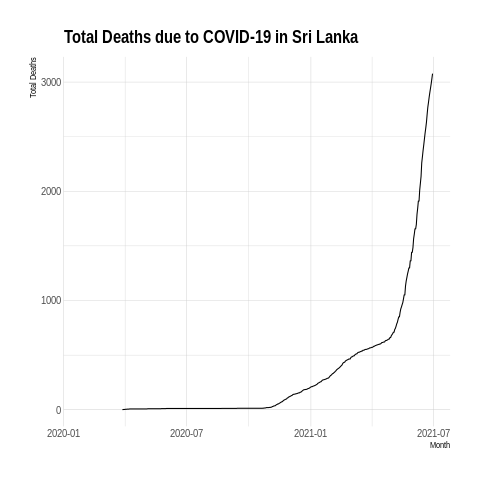 Total Deaths due to COVID-19 in Sri Lanka
Total Deaths
3000
2000
1000
0
2020-01
2020-07
2021-01
2021-07
Month